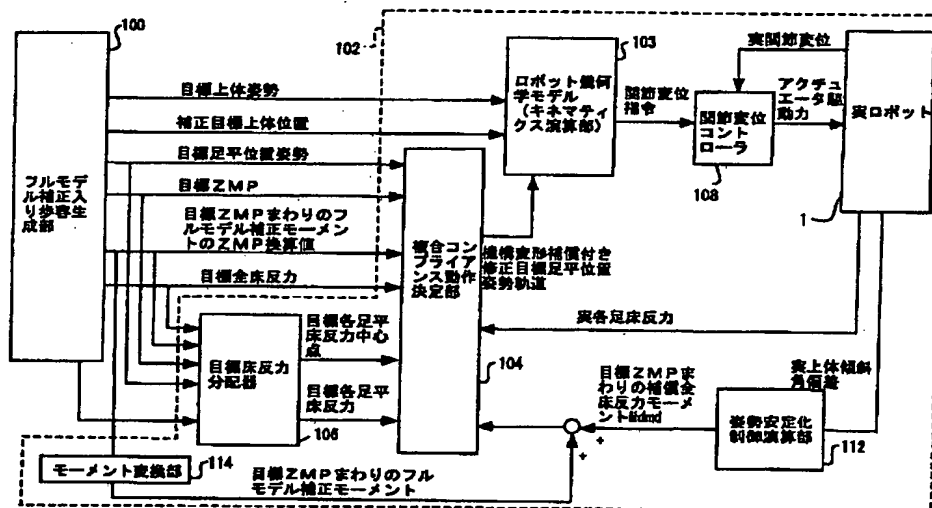 100
102
103
実関節変位
ロボット幾何
学モデル
(キネマティ
クス演算部)
関節変位
指令
関節変位
コント
ローラ
108
アクチュ
エータ駆
動力
実ロボット
1
目標上体姿勢
補正目標上体位置
目標足平位置姿勢
目標ZMP
目標ZMPまわりのフ
ルモデル補正モーメン
トのZMP換算値
目標全床反力
フルモデ
ル補正入
り歩容生
成部
複合コン
プライア
ンス動作
決定部
104
機構変形補償付き
修正目標足平位置
姿勢軌道
実各足床反力
目標床反力
分配器
106
目標各足平
床反力中心
点
目標各足平
床反力
目標ZMPま
わりの補償全
床反力モーメ
ントMdmd
実上体傾斜
角偏差
姿勢安定化
制御演算部
112
+
+
モーメント変換部
114
目標ZMPまわりのフル
モデル補正モーメント